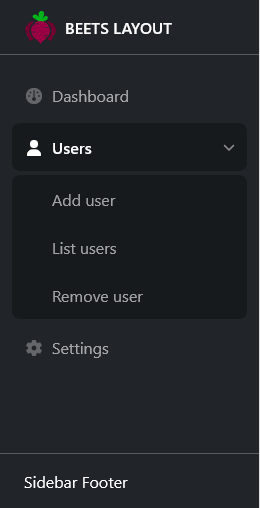 BEETS LAYOUT
Dashboard
Users
Add user
List users
Remove user
Settings
Sidebar Footer